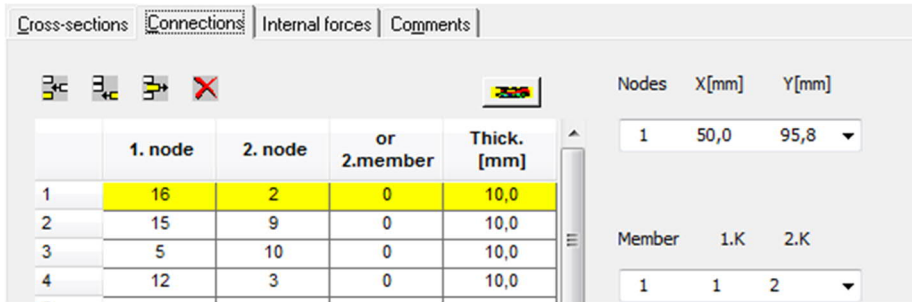 Cross-sections Connections Internal forces Comments
Nodes X[mm] Y[mm]
1 50,0 95,8
1. node 2. node or 2.member Thick. [mm]
1 16 2 0 10,0
2 15 9 0 10,0
3 5 10 0 10,0
4 12 3 0 10,0
Member 1.K 2.K
1 1 2